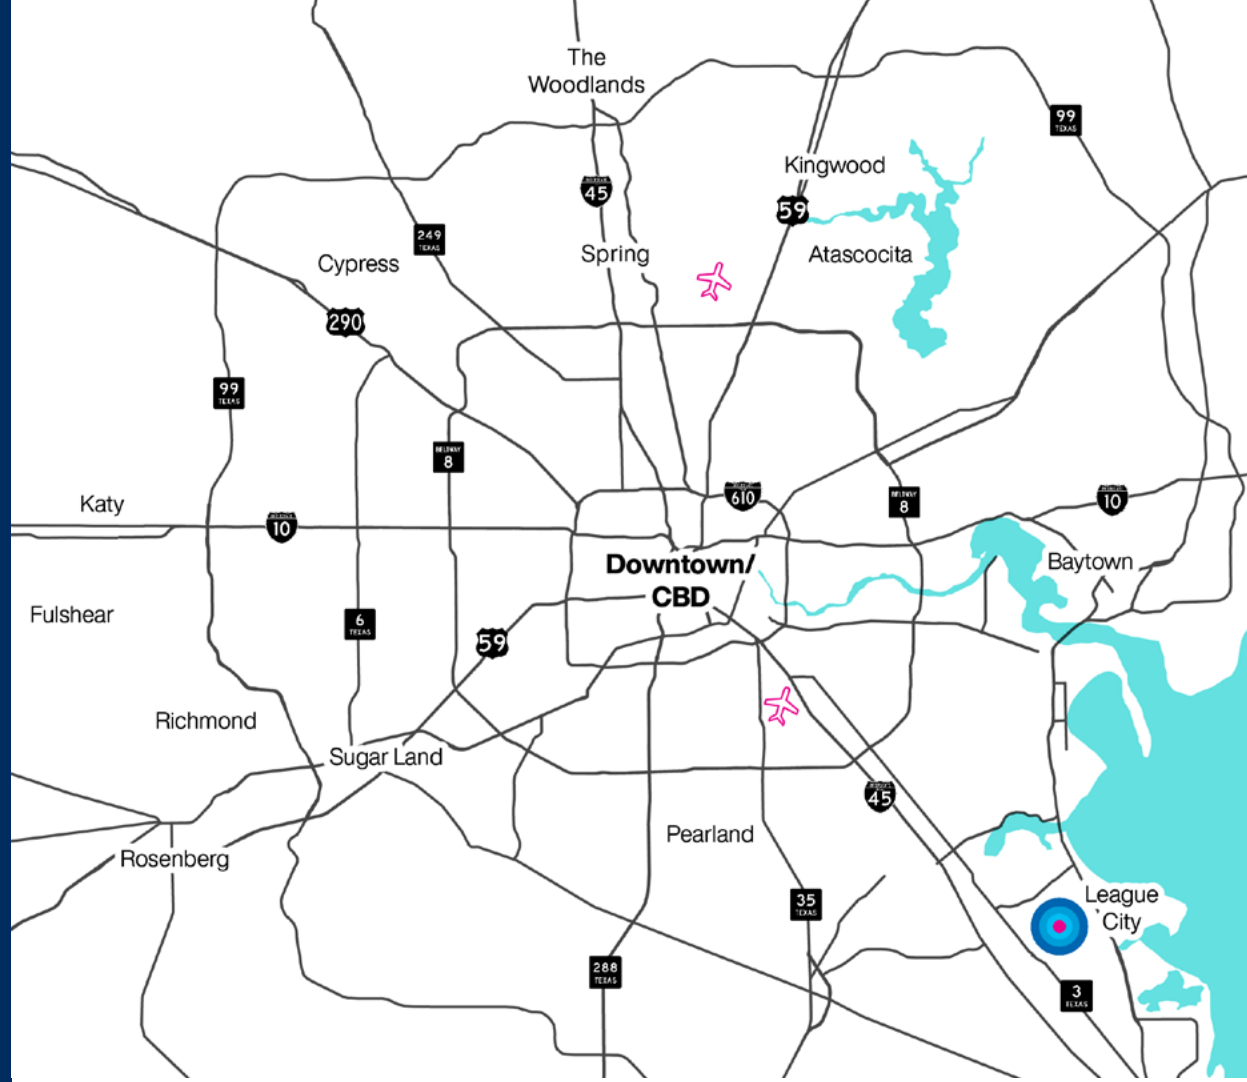 The
Woodlands
99
TEXAS
Kingwood
45
59
249
TEXAS
Spring
Atascocita
Cypress
290
99
TEXAS
BELTWAY
8
610
BELTWAY
8
10
Katy
10
Downtown/
CBD
Baytown
Fulshear
6
TEXAS
59
Richmond
Sugar Land
45
Pearland
Rosenberg
35
TEXAS
League
City
288
TEXAS
3
TEXAS